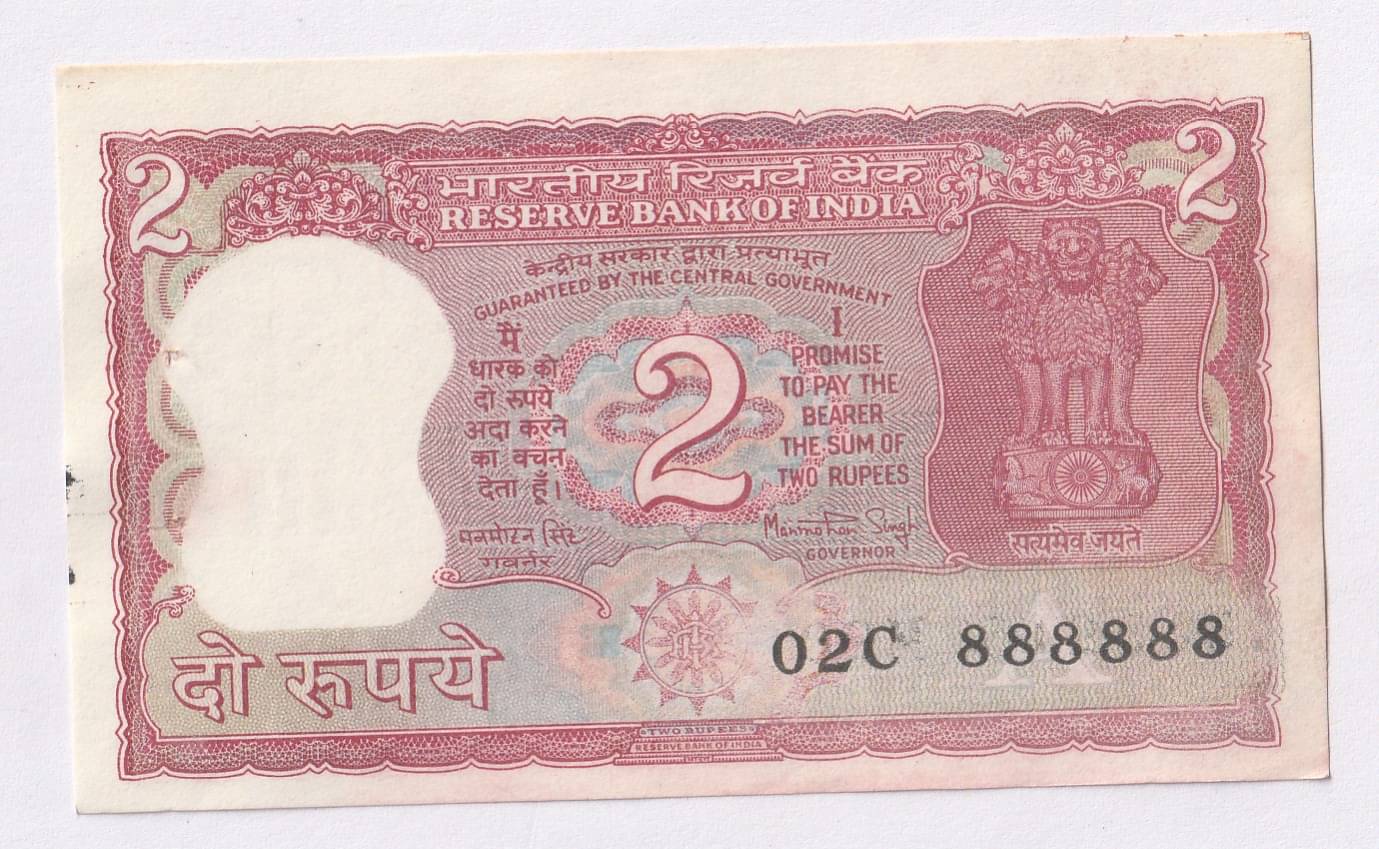 2
2
भारतीय रिज़र्व बैंक
RESERVE BANK OF INDIA
केन्द्रीय सरकार द्वारा प्रत्याभूत
GUARANTEED BY THE CENTRAL GOVERNMENT
मैं
धारक को
दो रुपये
अदा करने
का वचन
देता हूँ।
मनमोहन सिंह
गवर्नर
2
I
PROMISE
TO PAY THE
BEARER
THE SUM OF
TWO RUPEES
Manmohan Singh
GOVERNOR
सत्यमेव जयते
दो रूपये
02C 888888
A
TWO RUPEES
RESERVE BANK OF INDIA